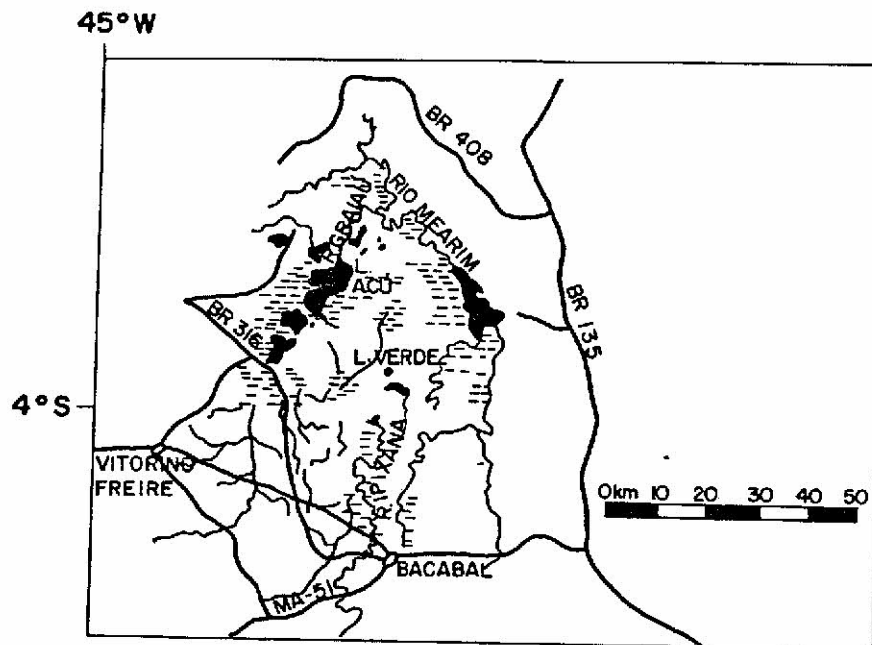 45°W
BR 408
RIO MEARIM
L.
ACU
BR 316
BR 135
L. VERDE
4°S
VITORINO
FREIRE
R. IPIXANA
0km 10 20 30 40 50
BACABAL
MA-51